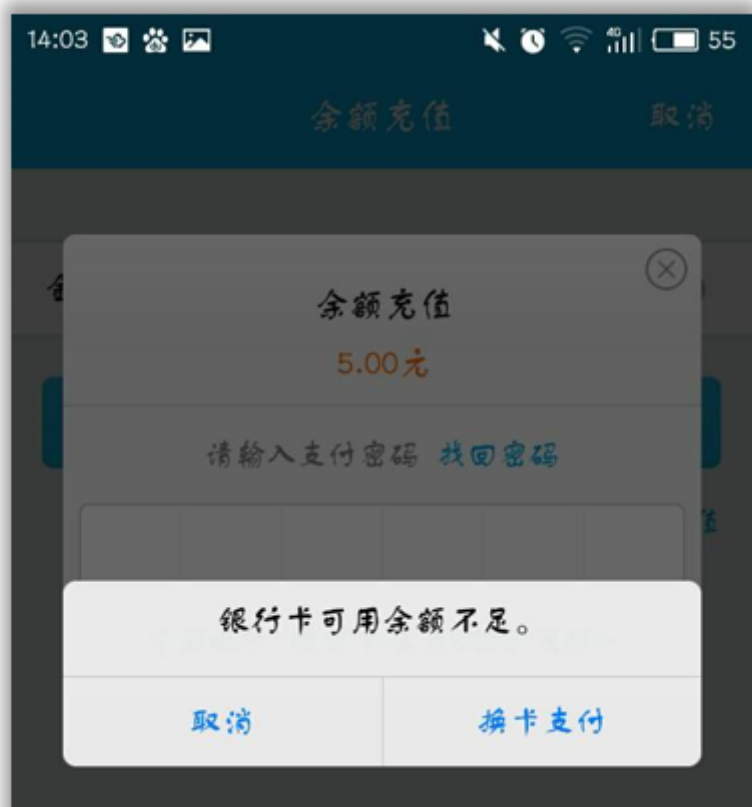 14:03 4G 55
余额充值 取消
余额充值
5.00元
请输入支付密码 找回密码
值
银行卡可用余额不足。
取消 换卡支付